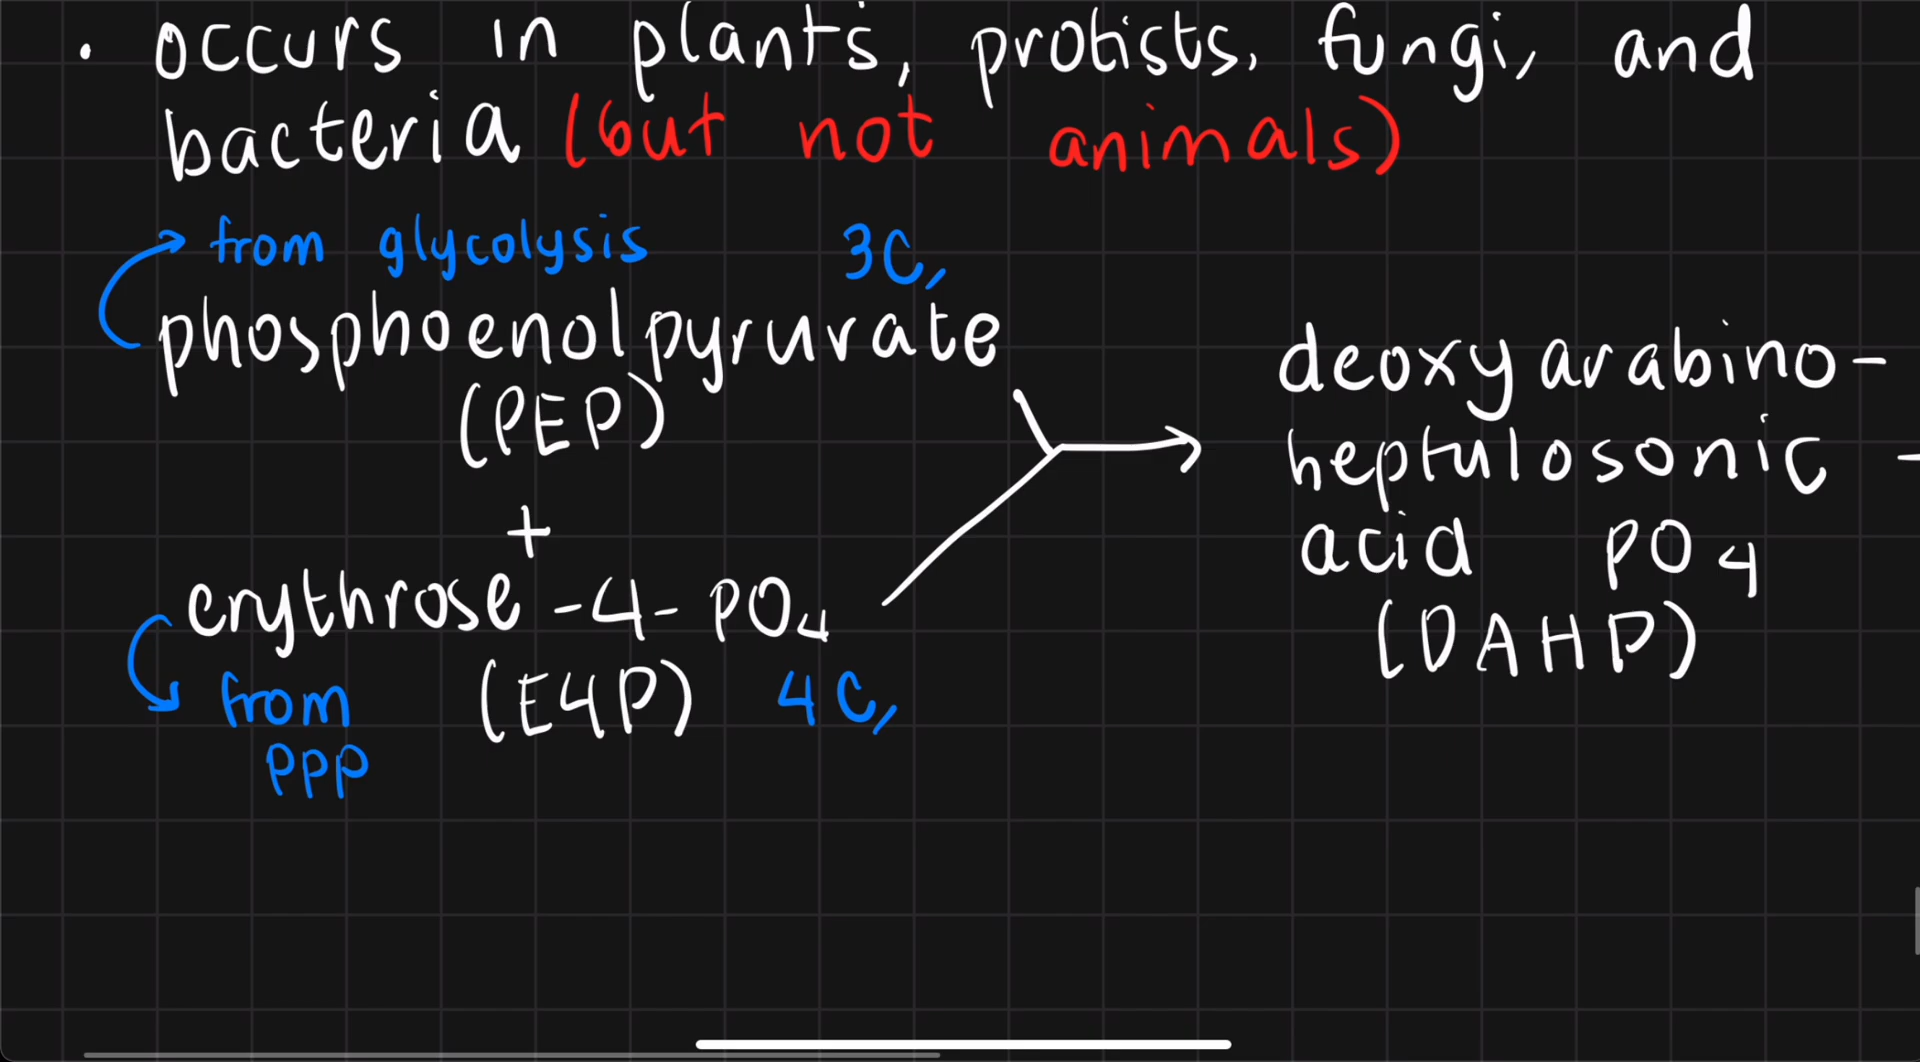 • occurs in plants, protists, fungi, and
bacteria (but not animals)
from glycolysis 3C,
phosphoenolpyruvate
(PEP)
+
erythrose-4-PO4
(E4P) 4C,
from
PPP
deoxyarabino-
heptulosonic-
acid PO4
(DAHP)